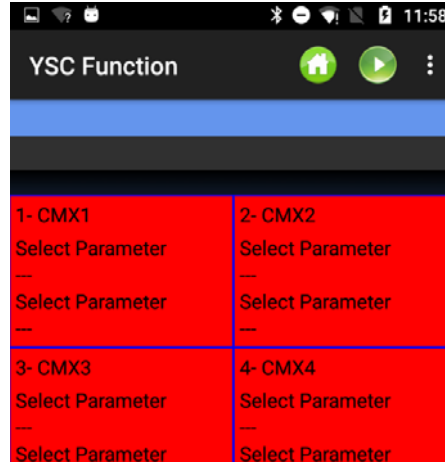 11:58
YSC Function
1- CMX1
Select Parameter
---
Select Parameter
---
2- CMX2
Select Parameter
---
Select Parameter
---
3- CMX3
Select Parameter
---
Select Parameter
4- CMX4
Select Parameter
---
Select Parameter